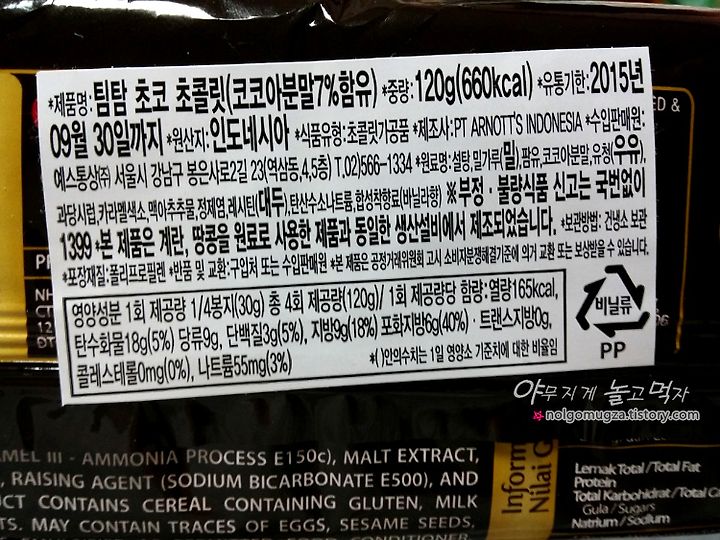 *제품명:팀탐 초코 초콜릿(코코아분말7%함유) *중량:120g(660kcal) *유통기한:2015년
09월 30일까지 *원산지:인도네시아 *식품유형:초콜릿가공품 *제조사:PT ARNOTT'S INDONESIA *수입판매원:
예스통상㈜ 서울시 강남구 봉은사로2길 23(역삼동,4,5층) T.02)566-1334 *원료명:설탕,밀가루(밀),팜유,코코아분말,유청(우유),
과당시럽,카라멜색소,맥아추출물,정제염,레시틴(대두),탄산수소나트륨,합성착향료(바닐라향) ※부정·불량식품 신고는 국번없이
1399 *본 제품은 계란, 땅콩을 원료로 사용한 제품과 동일한 생산설비에서 제조되었습니다. *보관방법: 건냉소 보관
*포장재질:폴리프로필렌 *반품 및 교환:구입처 또는 수입판매원 *본 제품은 공정거래위원회 고시 소비자분쟁해결기준에 의거 교환 또는 보상받을 수 있습니다.
영양성분 1회 제공량 1/4봉지(30g) 총 4회 제공량(120g)/ 1회 제공량당 함량:열량165kcal,
탄수화물18g(5%) 당류9g, 단백질3g(5%), 지방9g(18%) 포화지방6g(40%)·트랜스지방0g,
콜레스테롤0mg(0%), 나트륨55mg(3%) *( )안의수치는 1일 영양소 기준치에 대한 비율임
비닐류
PP
야무지게 놀고먹자
nolgomugza.tistory.com
AMEL III - AMMONIA PROCESS E150c), MALT EXTRACT,
, RAISING AGENT (SODIUM BICARBONATE E500), AND
CT CONTAINS CEREAL CONTAINING GLUTEN, MILK
TS. MAY CONTAIN TRACES OF EGGS, SESAME SEEDS,
Inform
Nilai G
Lemak Total / Total Fat
Protein
Total Karbohidrat / Total C
Gula / Sugars
Natrium / Sodium